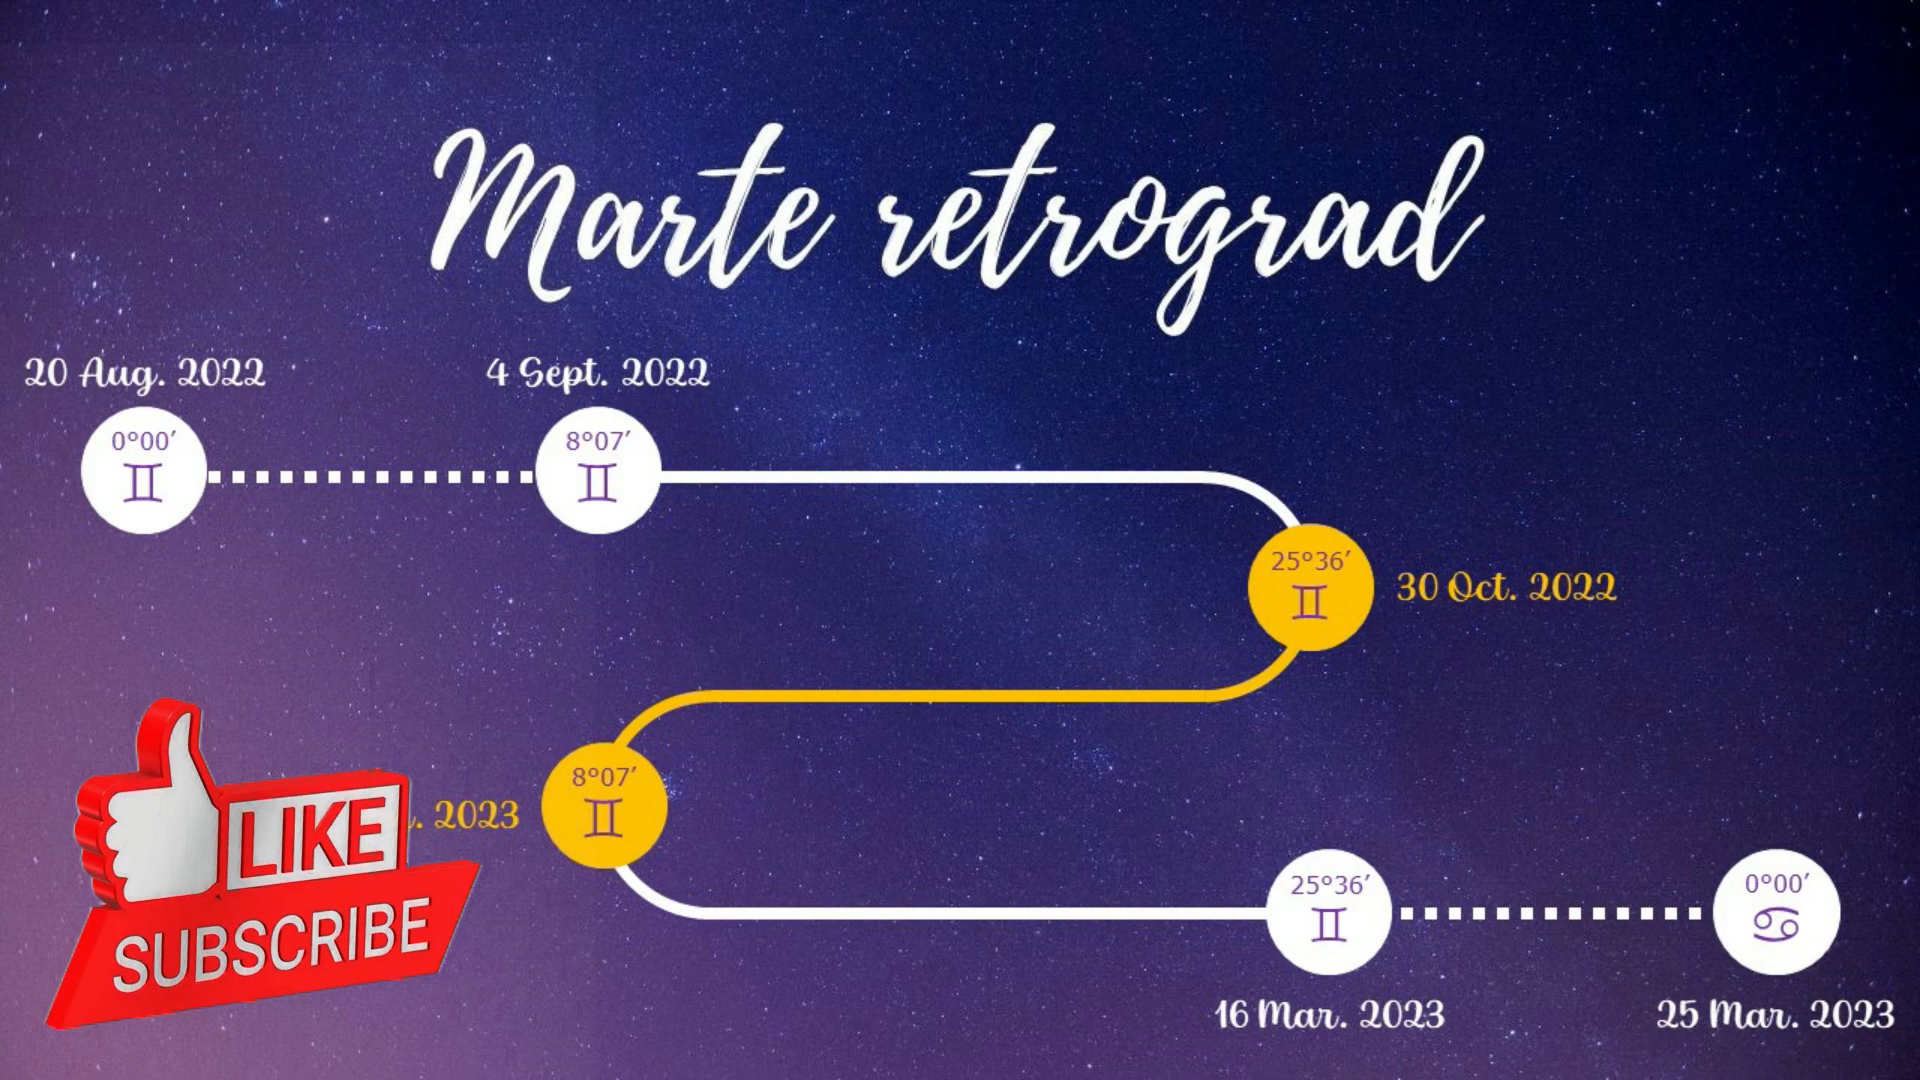 Marte retrograd
20 Aug. 2022
4 Sept. 2022
0°00′
8°07′
25°36′
30 Oct. 2022
8°07′
2023
LIKE
SUBSCRIBE
25°36′
0°00′
16 Mar. 2023
25 Mar. 2023